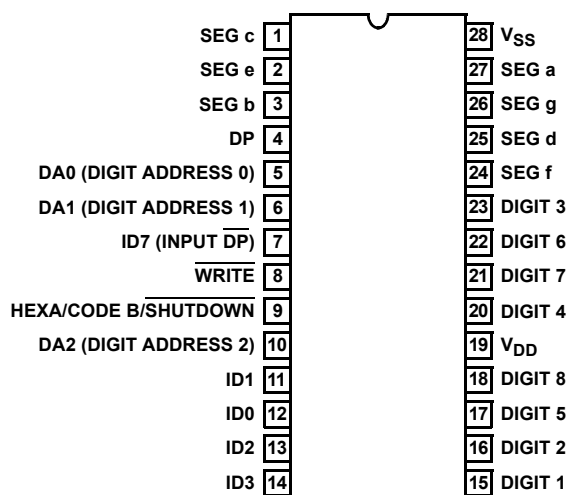 SEG c 1 28 VSS
SEG e 2 27 SEG a
SEG b 3 26 SEG g
DP 4 25 SEG d
DA0 (DIGIT ADDRESS 0) 5 24 SEG f
DA1 (DIGIT ADDRESS 1) 6 23 DIGIT 3
ID7 (INPUT DP) 7 22 DIGIT 6
WRITE 8 21 DIGIT 7
HEXA/CODE B/SHUTDOWN 9 20 DIGIT 4
DA2 (DIGIT ADDRESS 2) 10 19 VDD
ID1 11 18 DIGIT 8
ID0 12 17 DIGIT 5
ID2 13 16 DIGIT 2
ID3 14 15 DIGIT 1